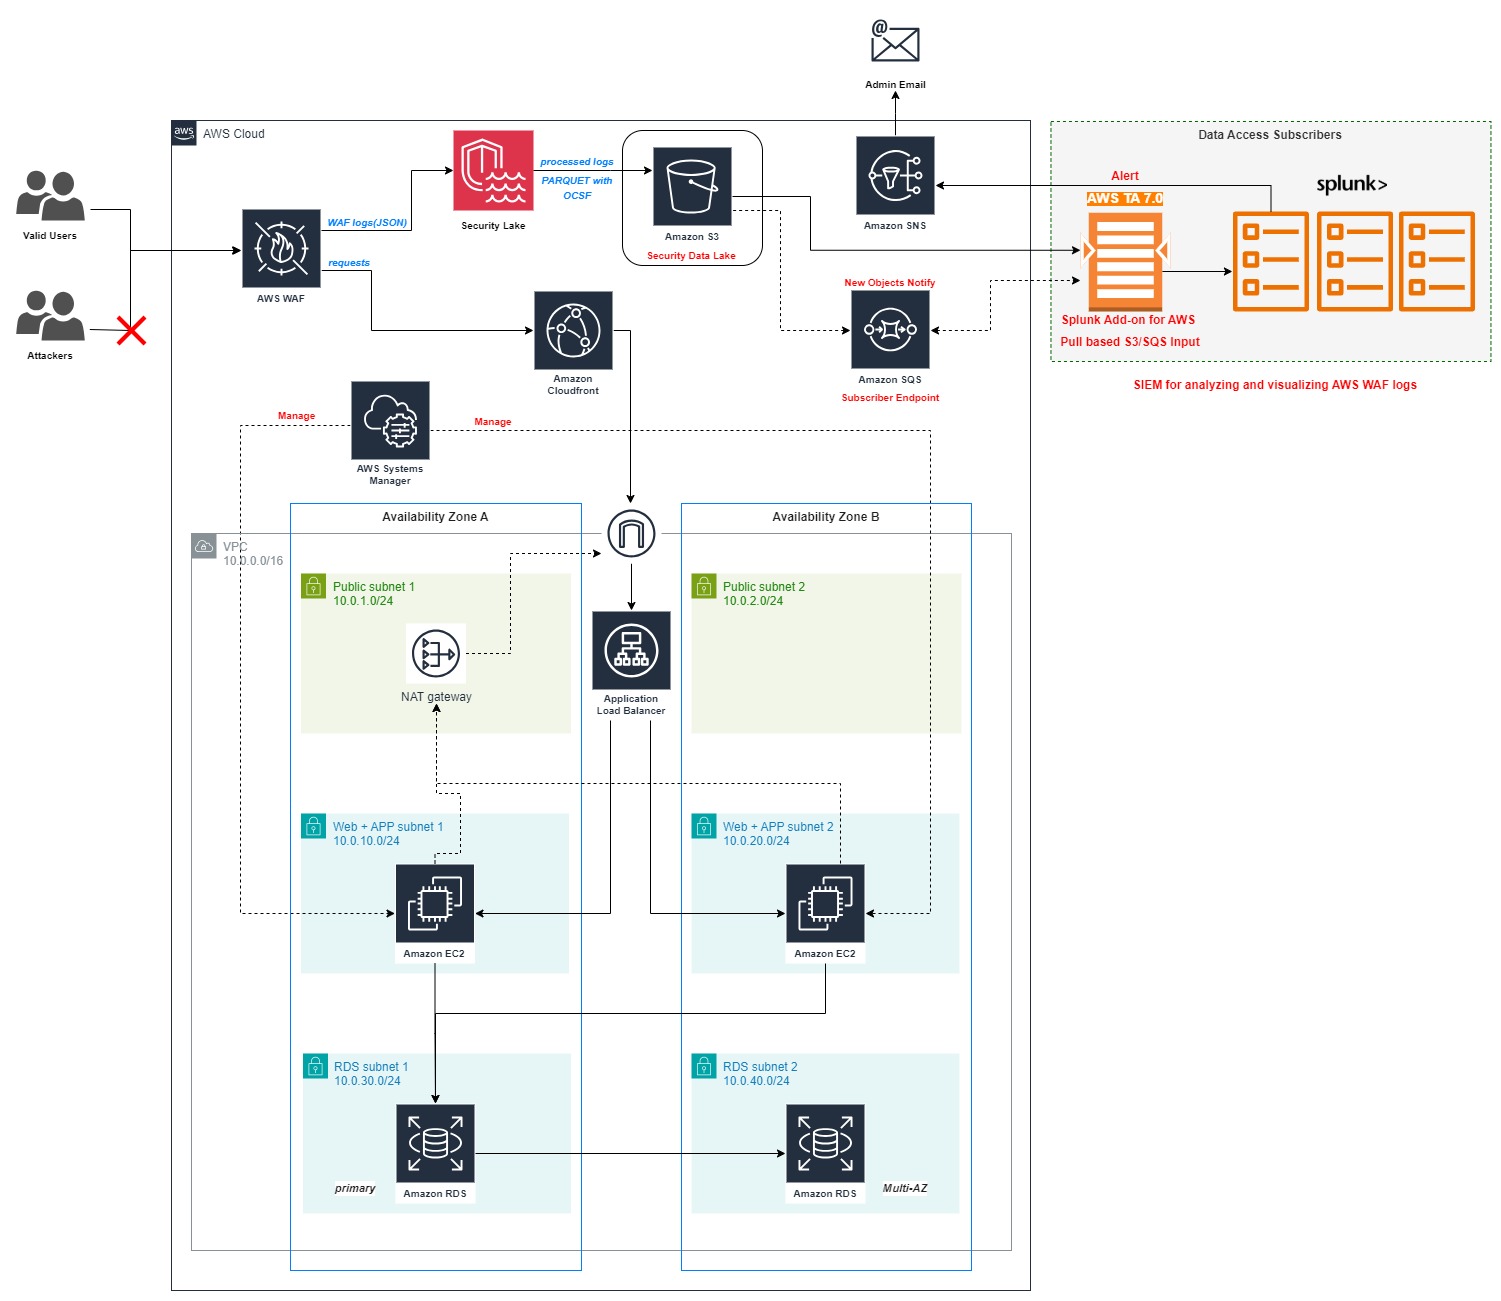 @
Admin Email
aws
AWS Cloud
Data Access Subscribers
Valid Users
WAF logs(JSON)
processed logs
PARQUET with
OCSF
Security Lake
Amazon S3
Security Data Lake
Amazon SNS
Alert
splunk>
AWS TA 7.0
AWS WAF
requests
New Objects Notify
Attackers
Amazon
Cloudfront
Amazon SQS
Subscriber Endpoint
Splunk Add-on for AWS
Pull based S3/SQS Input
SIEM for analyzing and visualizing AWS WAF logs
Manage
Manage
AWS Systems
Manager
Availability Zone A
Availability Zone B
VPC
10.0.0.0/16
Public subnet 1
10.0.1.0/24
Public subnet 2
10.0.2.0/24
NAT gateway
Application
Load Balancer
Web + APP subnet 1
10.0.10.0/24
Web + APP subnet 2
10.0.20.0/24
Amazon EC2
Amazon EC2
RDS subnet 1
10.0.30.0/24
RDS subnet 2
10.0.40.0/24
primary
Amazon RDS
Amazon RDS
Multi-AZ